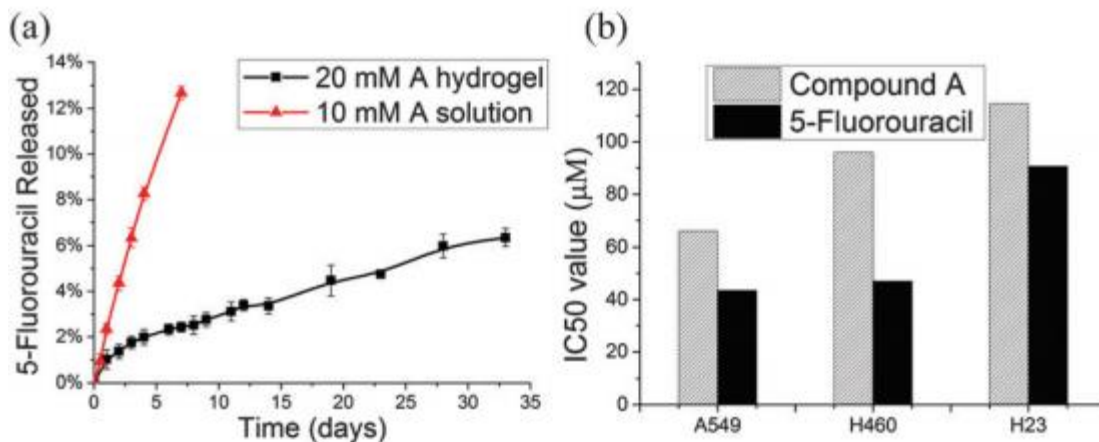 (a)
5-Fluorouracil Released
14%
12%
10%
8%
6%
4%
2%
0%
20 mM A hydrogel
10 mM A solution
0 5 10 15 20 25 30 35
Time (days)
(b)
IC50 value (μM)
120
100
80
60
40
20
0
Compound A
5-Fluorouracil
A549 H460 H23